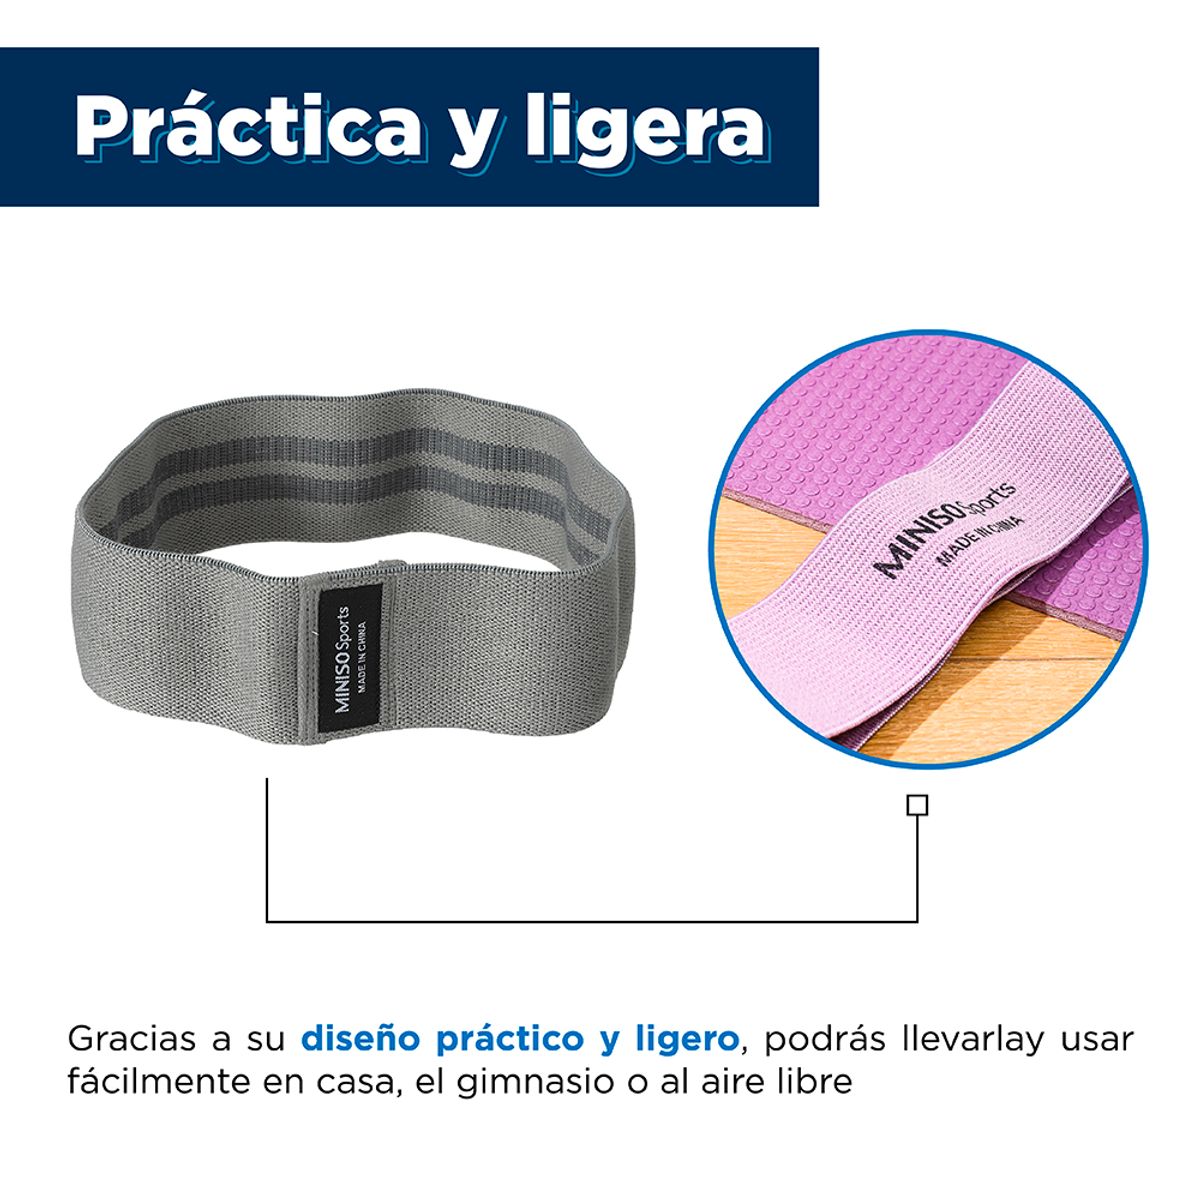 Práctica y ligera
MINISO Sports
MADE IN CHINA
MINISO Sports
MADE IN CHINA
Gracias a su diseño práctico y ligero, podrás llevarlay usar
fácilmente en casa, el gimnasio o al aire libre